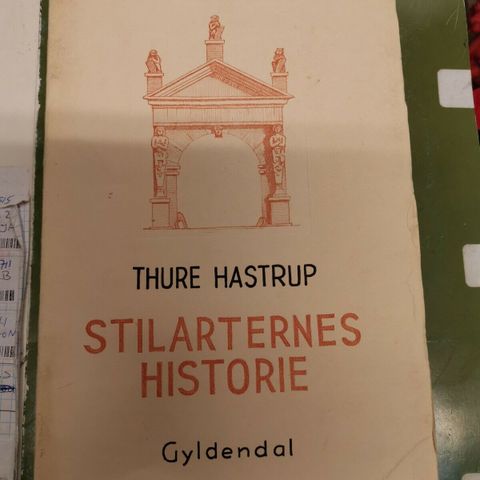 THURE HASTRUP
STILARTERNES
HISTORIE
Gyldendal